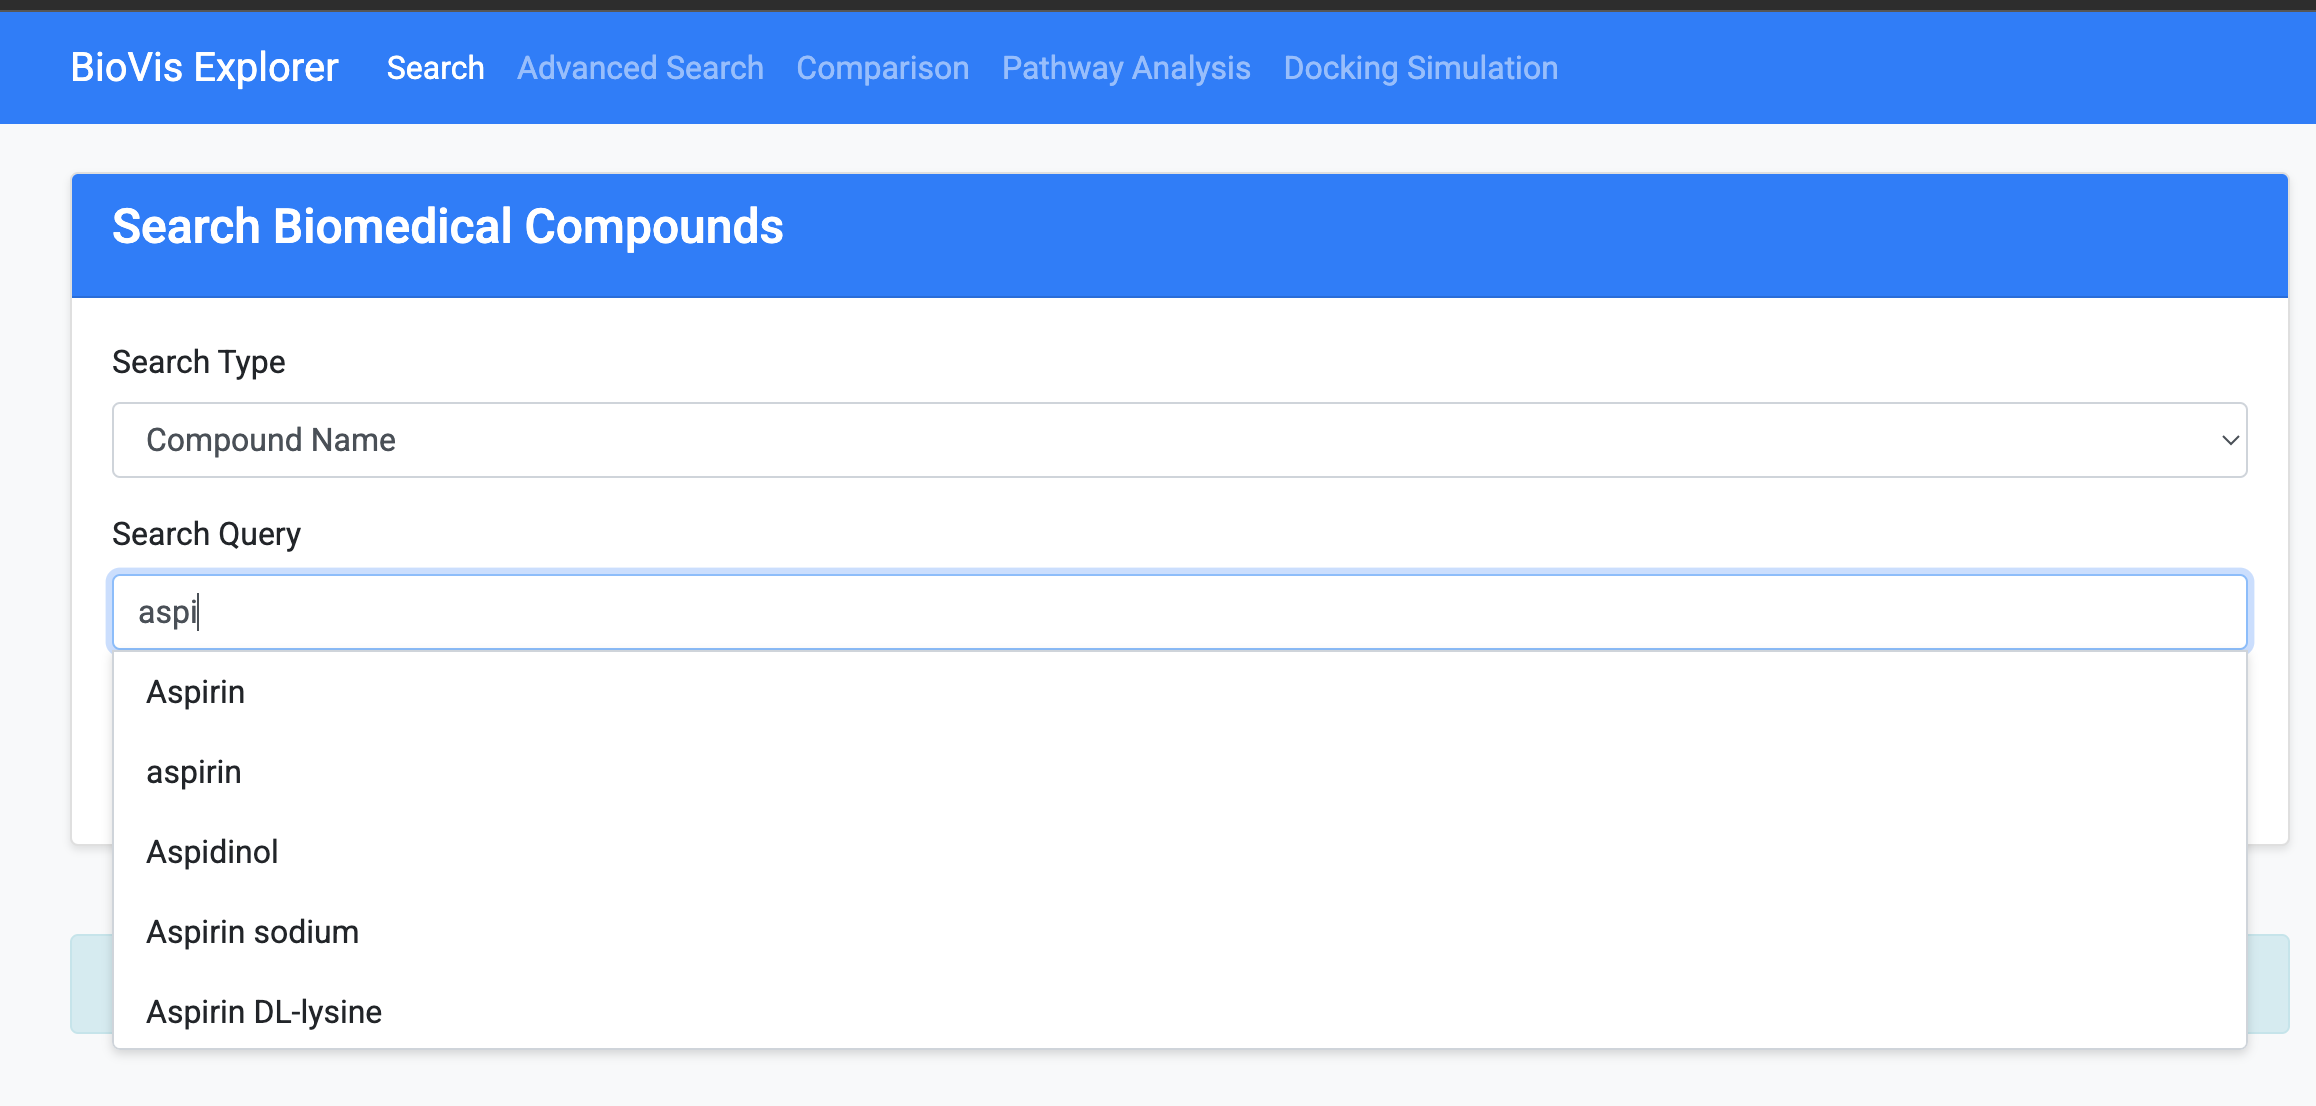 BioVis Explorer Search Advanced Search Comparison Pathway Analysis Docking Simulation
Search Biomedical Compounds
Search Type
Compound Name
Search Query
aspi
Aspirin
aspirin
Aspidinol
Aspirin sodium
Aspirin DL-lysine